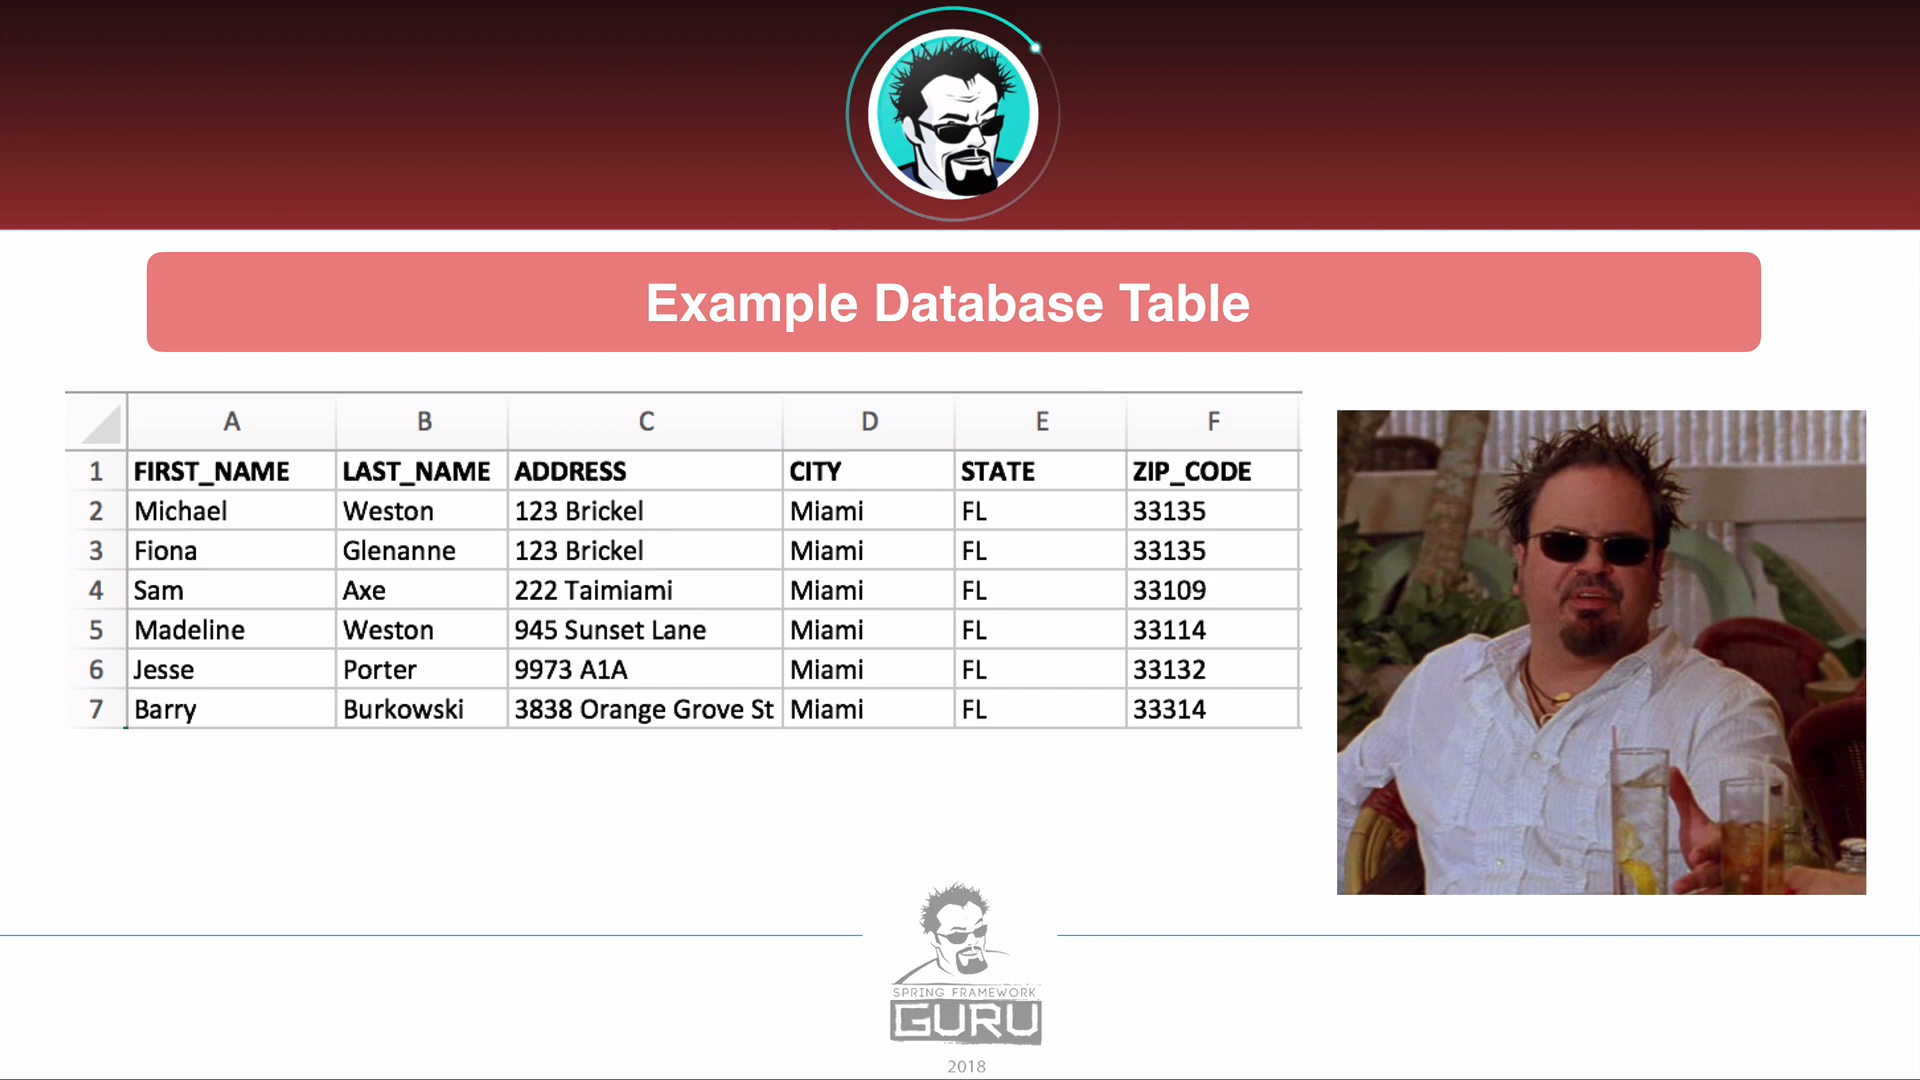 Example Database Table
A B C D E F
1 FIRST_NAME LAST_NAME ADDRESS CITY STATE ZIP_CODE
2 Michael Weston 123 Brickel Miami FL 33135
3 Fiona Glenanne 123 Brickel Miami FL 33135
4 Sam Axe 222 Taimiami Miami FL 33109
5 Madeline Weston 945 Sunset Lane Miami FL 33114
6 Jesse Porter 9973 A1A Miami FL 33132
7 Barry Burkowski 3838 Orange Grove St Miami FL 33314
SPRING FRAMEWORK
GURU
2018